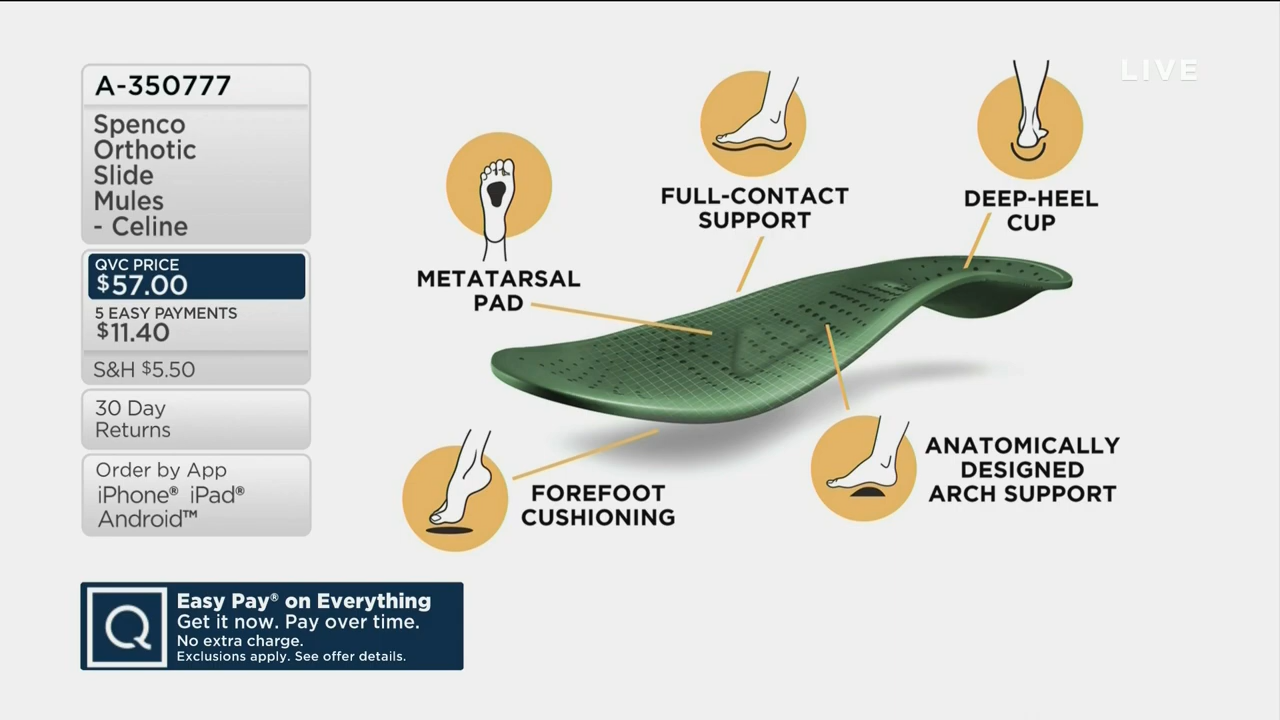 A-350777
Spenco
Orthotic
Slide
Mules
- Celine
QVC PRICE
$57.00
5 EASY PAYMENTS
$11.40
S&H $5.50
30 Day
Returns
Order by App
iPhone® iPad®
Android™
Q
Easy Pay® on Everything
Get it now. Pay over time.
No extra charge.
Exclusions apply. See offer details.
LIVE
METATARSAL
PAD
FULL-CONTACT
SUPPORT
DEEP-HEEL
CUP
FOREFOOT
CUSHIONING
ANATOMICALLY
DESIGNED
ARCH SUPPORT